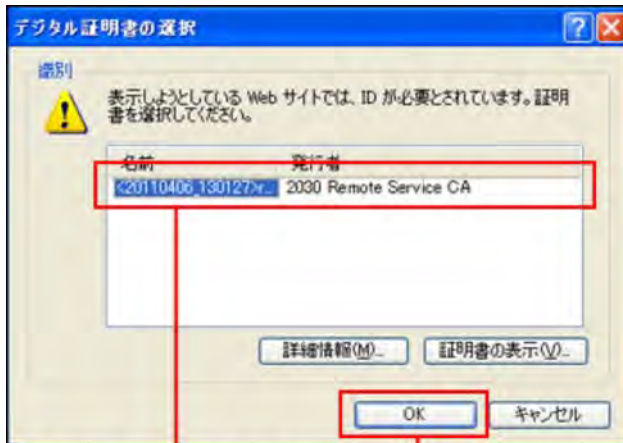 デジタル証明書の選択
識別
表示しようとしている Web サイトでは、ID が必要とされています。証明
書を選択してください。
名前 発行者
<20110406_130127>r... 2030 Remote Service CA
詳細情報(M)... 証明書の表示(V)...
OK キャンセル